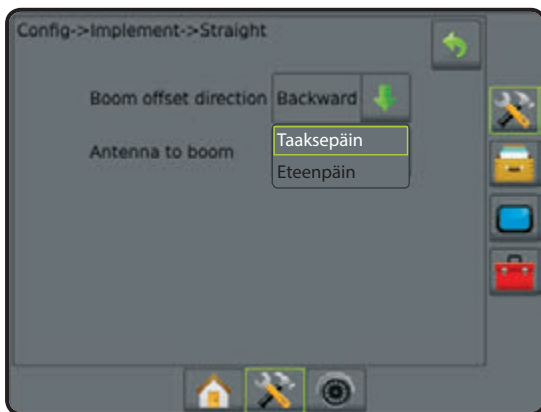 Config->Implement->Straight
Boom offset direction Backward
Antenna to boom
Taaksepäin
Eteenpäin